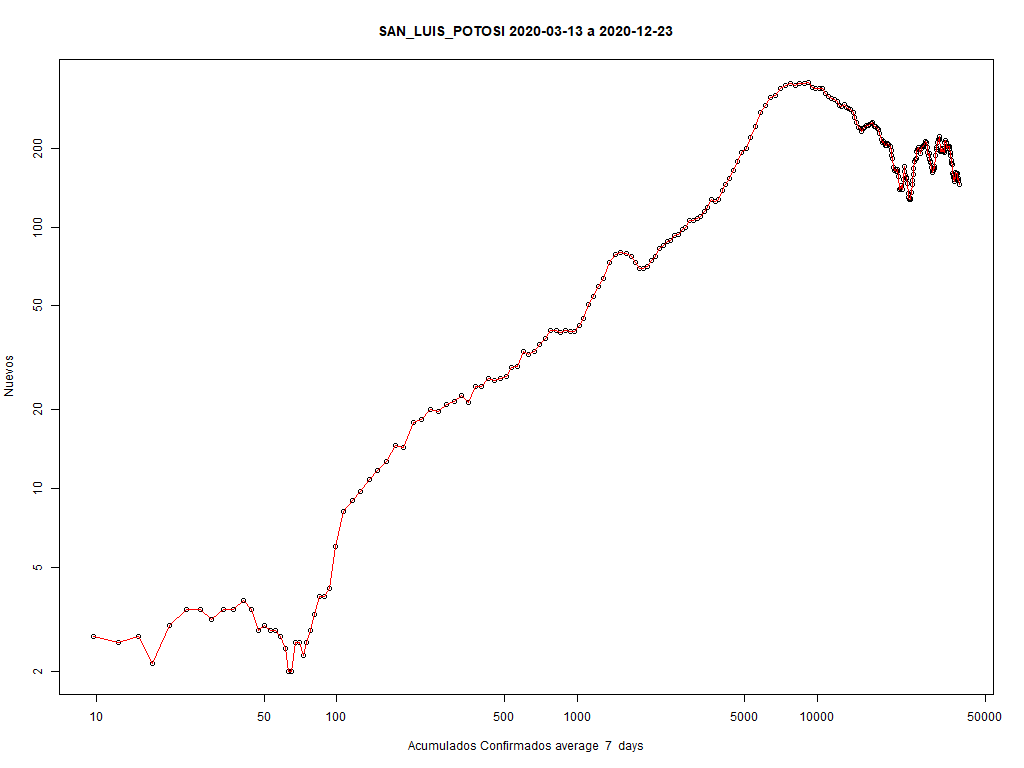 SAN_LUIS_POTOSI 2020-03-13 a 2020-12-23
200
100
50
20
10
5
2
Nuevos
10 50 100 500 1000 5000 10000 50000
Acumulados Confirmados average 7 days